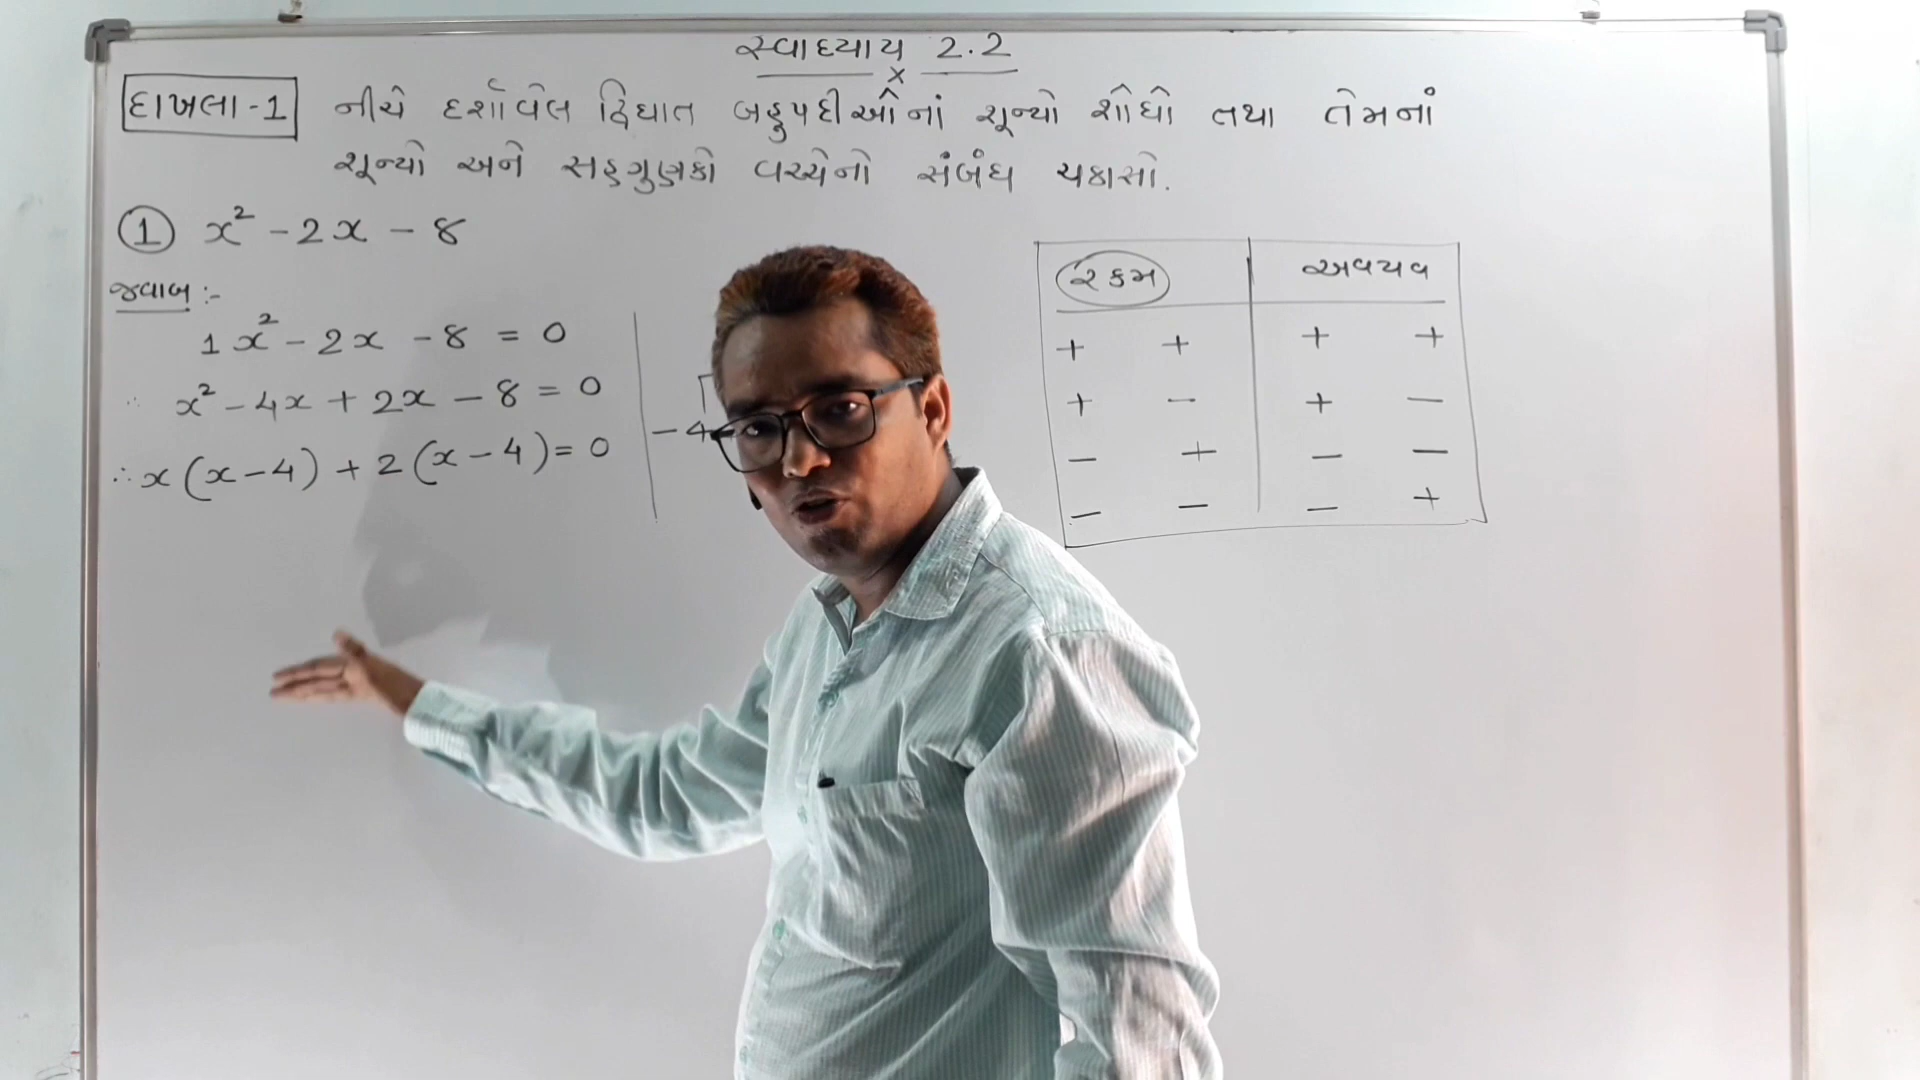 સ્વાધ્યાય 2.2
x
દાખલા-1 નીચે દર્શાવેલ દ્વિઘાત બહુપદીઓનાં શૂન્યો શોધો તથા તેમનાં
શૂન્યો અને સહગુણકો વચ્ચેનો સંબંધ ચકાસો.
① x² - 2x - 8
જવાબ :-
1x² - 2x - 8 = 0
∴ x² - 4x + 2x - 8 = 0
∴ x(x-4) + 2(x-4) = 0
-4
રકમ અવયવ
+ + + +
+ - + -
- + - -
- - - +